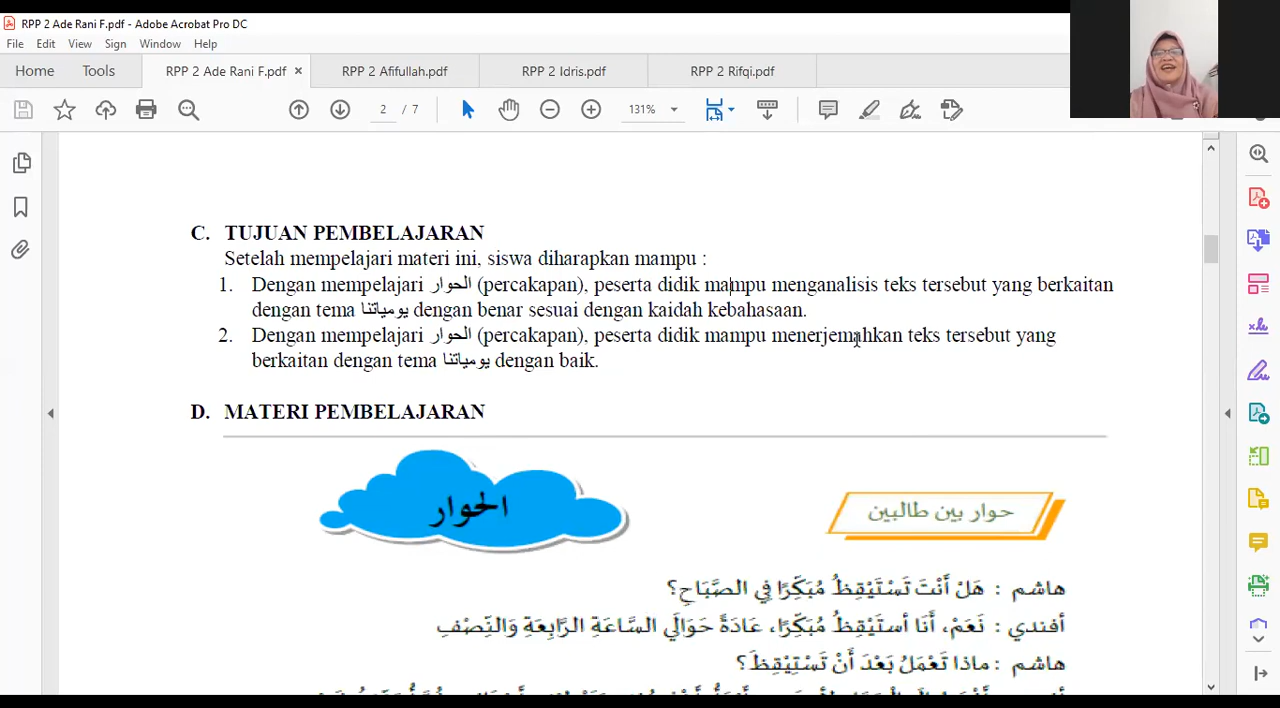 RPP 2 Ade Rani F.pdf - Adobe Acrobat Pro DC
File Edit View Sign Window Help
Home Tools RPP 2 Ade Rani F.pdf × RPP 2 Afifullah.pdf RPP 2 Idris.pdf RPP 2 Rifqi.pdf
2 / 7 131%
C. TUJUAN PEMBELAJARAN
Setelah mempelajari materi ini, siswa diharapkan mampu :
1. Dengan mempelajari الحوار (percakapan), peserta didik mampu menganalisis teks tersebut yang berkaitan
dengan tema يومياتنا dengan benar sesuai dengan kaidah kebahasaan.
2. Dengan mempelajari الحوار (percakapan), peserta didik mampu menerjemahkan teks tersebut yang
berkaitan dengan tema يومياتنا dengan baik.
D. MATERI PEMBELAJARAN
الحوار
حوار بين طالبين
هاشم : هَلْ أَنْتَ تَسْتَيْقِظُ مُبَكِّرًا فِي الصَّبَاحِ؟
أفندي : نَعَمْ، أَنَا أستَيْقِظُ مُبَكِّرًا، عَادَةً حَوَالَي السَّاعَةِ الرَّابِعَةِ وَالنِّصْفِ
هاشم : ماذا تَعْمَلُ بَعْدَ أَنْ تَسْتَيْقِظَ؟